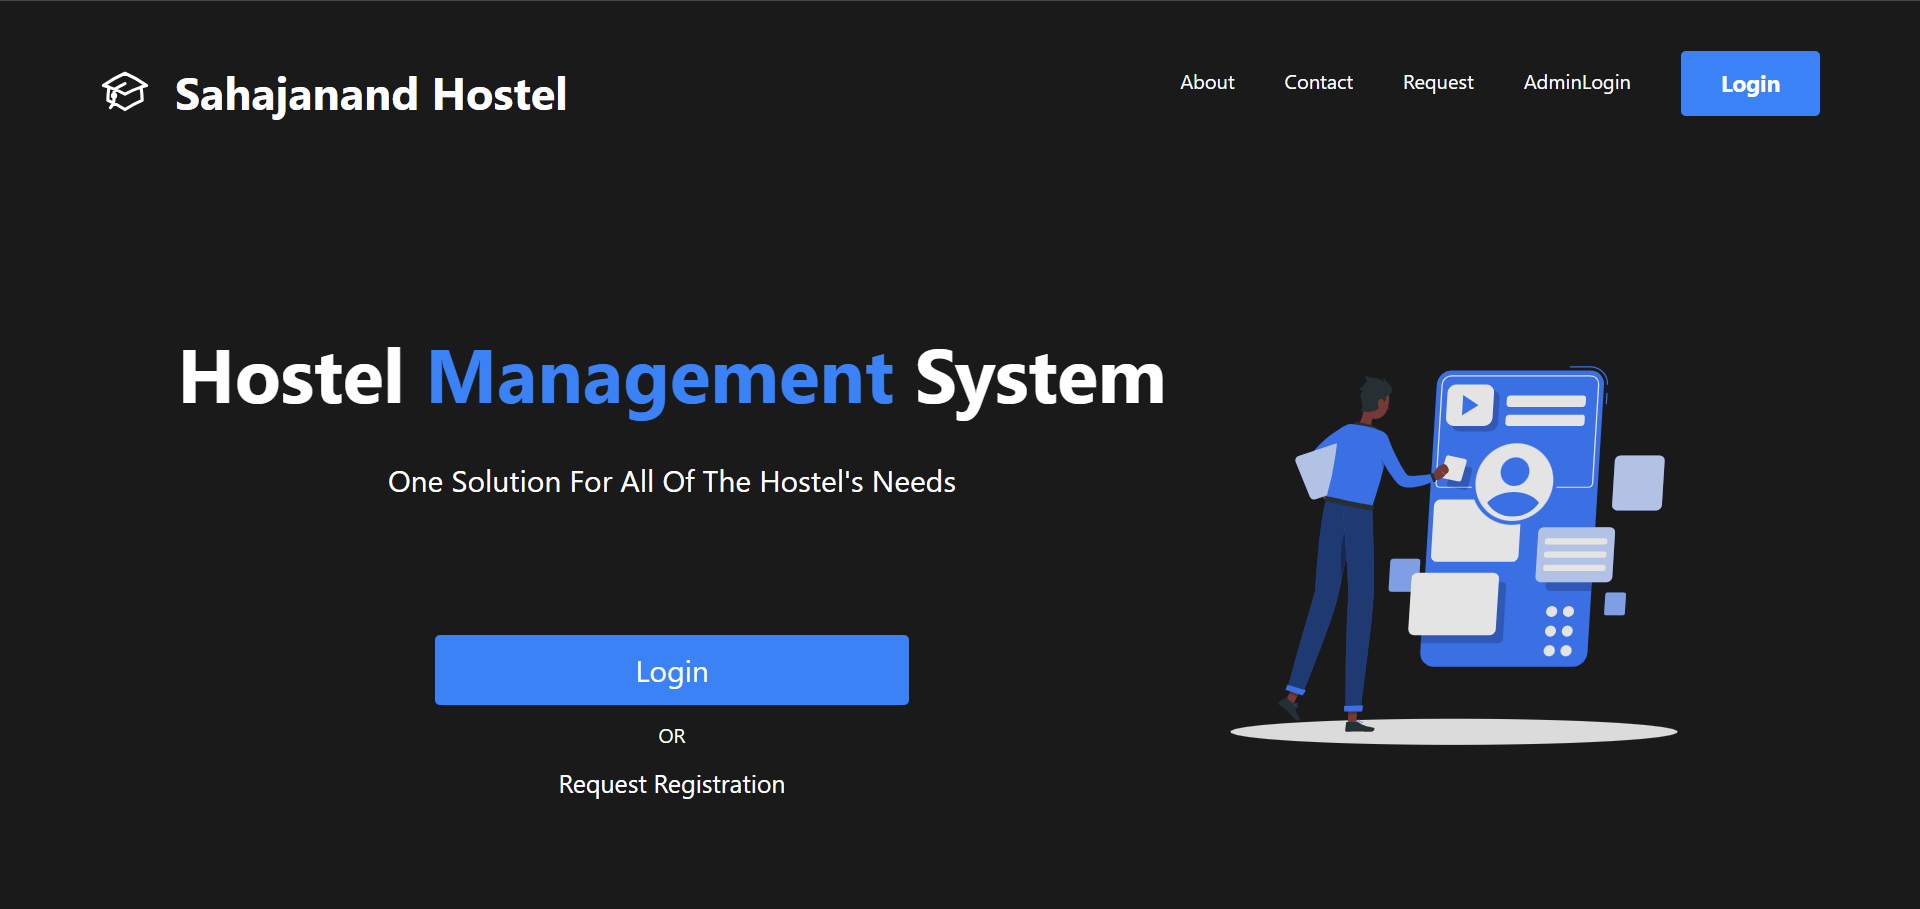 Sahajanand Hostel
About
Contact
Request
AdminLogin
Login
Hostel Management System
One Solution For All Of The Hostel's Needs
Login
OR
Request Registration